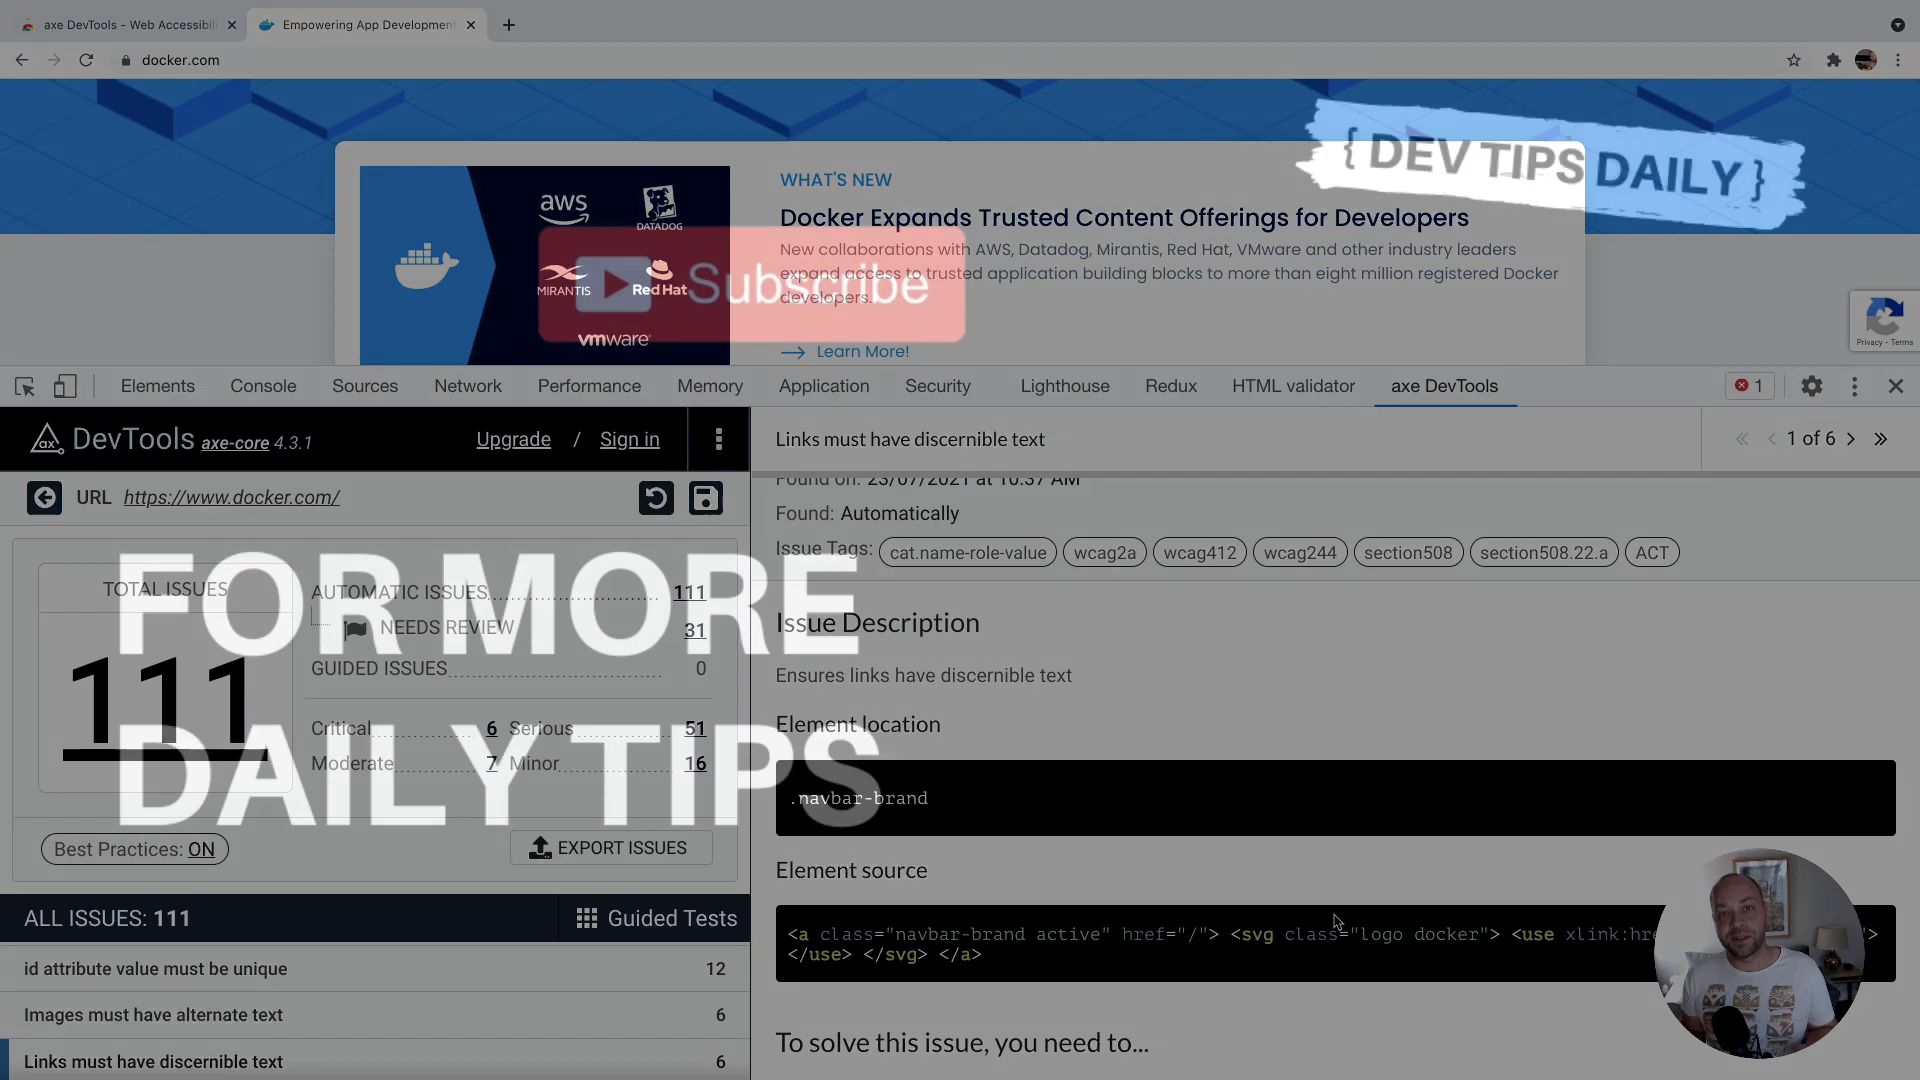 axe DevTools - Web Accessibili
Empowering App Development
docker.com
{ DEV TIPS DAILY }
WHAT'S NEW
Docker Expands Trusted Content Offerings for Developers
New collaborations with AWS, Datadog, Mirantis, Red Hat, VMware and other industry leaders
expand access to trusted application building blocks to more than eight million registered Docker
developers.
Learn More!
aws
DATADOG
MIRANTIS
Red Hat
vmware
Subscribe
Privacy - Terms
Elements Console Sources Network Performance Memory Application Security Lighthouse Redux HTML validator axe DevTools 1
ax DevTools axe-core 4.3.1 Upgrade / Sign in
Links must have discernible text
1 of 6
URL https://www.docker.com/
Found on: 23/07/2021 at 10:37 AM
Found: Automatically
Issue Tags: cat.name-role-value wcag2a wcag412 wcag244 section508 section508.22.a ACT
FOR MORE
DAILY TIPS
TOTAL ISSUES
111
AUTOMATIC ISSUES 111
NEEDS REVIEW 31
GUIDED ISSUES 0
Critical 6 Serious 51
Moderate 7 Minor 16
Best Practices: ON
EXPORT ISSUES
ALL ISSUES: 111
Guided Tests
id attribute value must be unique 12
Images must have alternate text 6
Links must have discernible text 6
Issue Description
Ensures links have discernible text
Element location
.navbar-brand
Element source
<a class="navbar-brand active" href="/"> <svg class="logo docker"> <use xlink:hre ">
</use> </svg> </a>
To solve this issue, you need to...